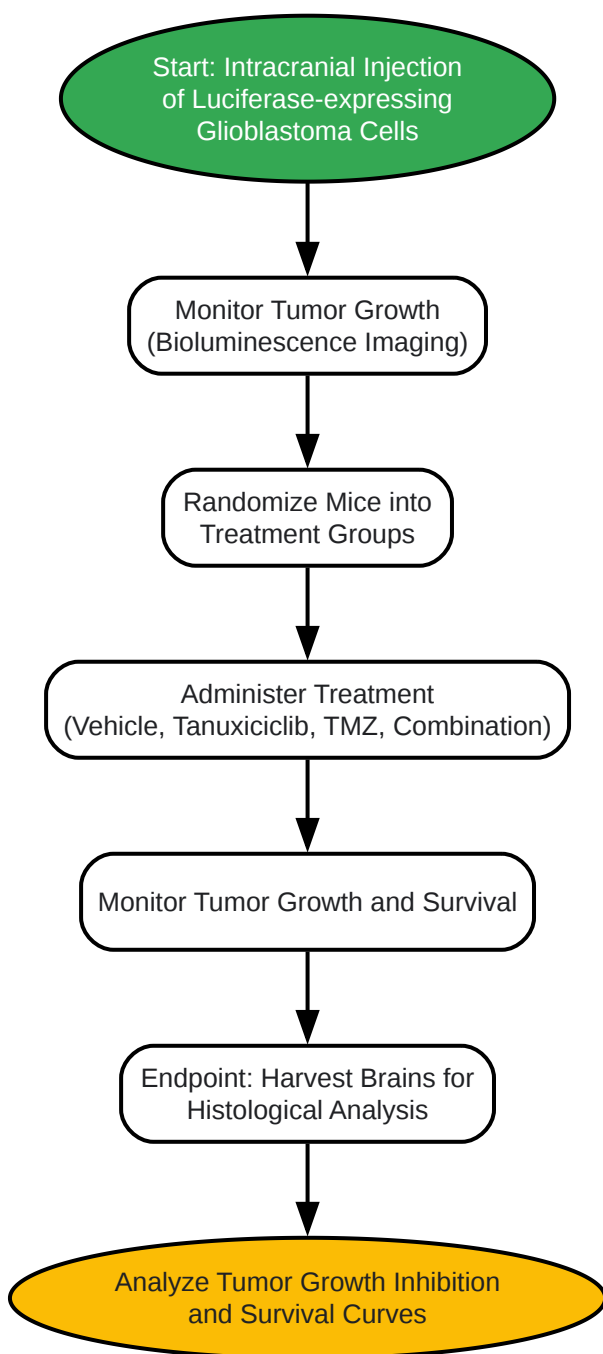 Start: Intracranial Injection
of Luciferase-expressing
Glioblastoma Cells
Monitor Tumor Growth
(Bioluminescence Imaging)
Randomize Mice into
Treatment Groups
Administer Treatment
(Vehicle, Tanuxiciclib, TMZ, Combination)
Monitor Tumor Growth and Survival
Endpoint: Harvest Brains for
Histological Analysis
Analyze Tumor Growth Inhibition
and Survival Curves